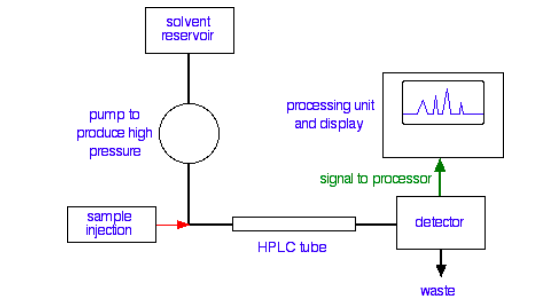 solvent
reservoir
pump to
produce high
pressure
processing unit
and display
signal to processor
sample
injection
HPLC tube
detector
waste